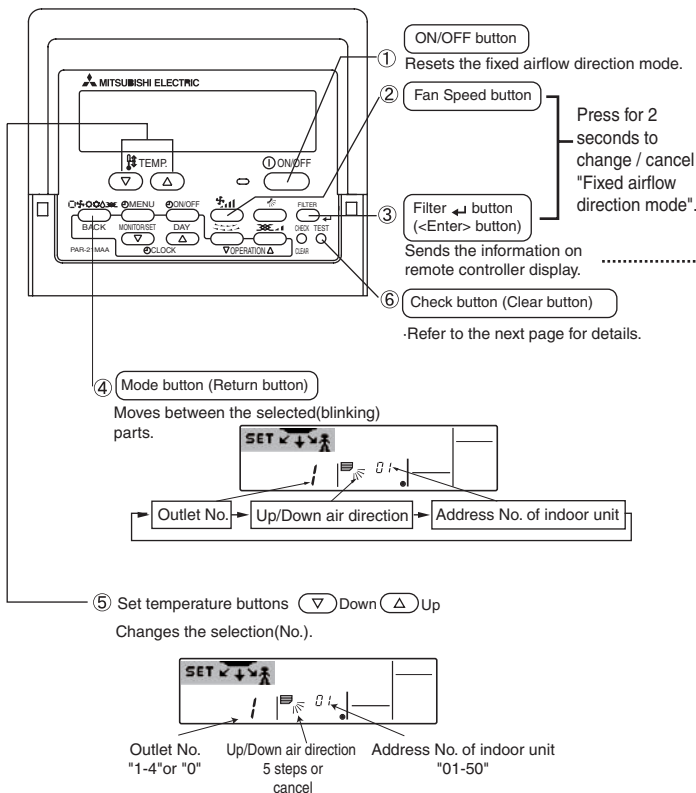 ① ON/OFF button
Resets the fixed airflow direction mode.
MITSUBISHI ELECTRIC
② Fan Speed button
Press for 2
seconds to
change / cancel
"Fixed airflow
direction mode".
TEMP.
ON/OFF
MENU ON/OFF FILTER
BACK MONITOR/SET DAY CHECK TEST
PAR-21MAA CLOCK ▽OPERATION△ CLEAR
③ Filter ↵ button
(<Enter> button)
Sends the information on
remote controller display.
⑥ Check button (Clear button)
·Refer to the next page for details.
④ Mode button (Return button)
Moves between the selected(blinking)
parts.
SET
1 01
Outlet No. Up/Down air direction Address No. of indoor unit
⑤ Set temperature buttons ▽ Down △ Up
Changes the selection(No.).
SET
1 01
Outlet No. Up/Down air direction Address No. of indoor unit
"1-4"or "0" 5 steps or "01-50"
cancel